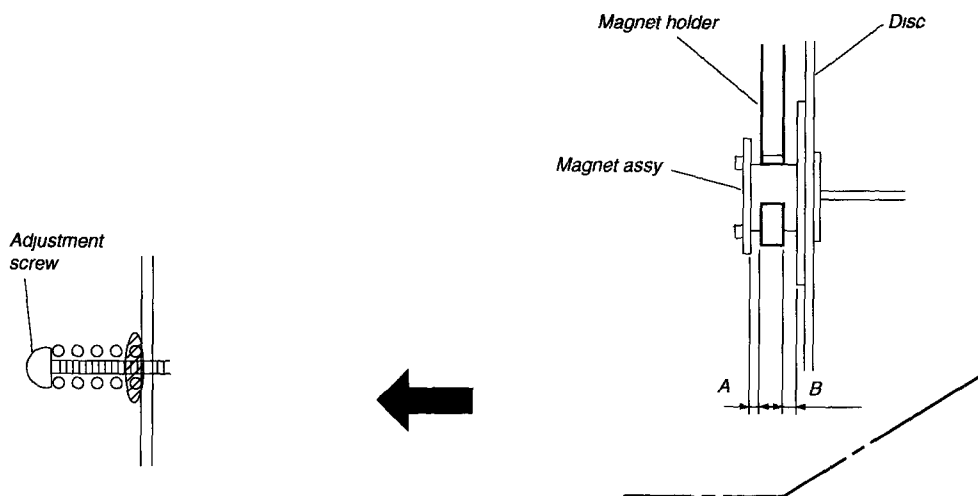 Magnet holder
Disc
Magnet assy
Adjustment
screw
A
B